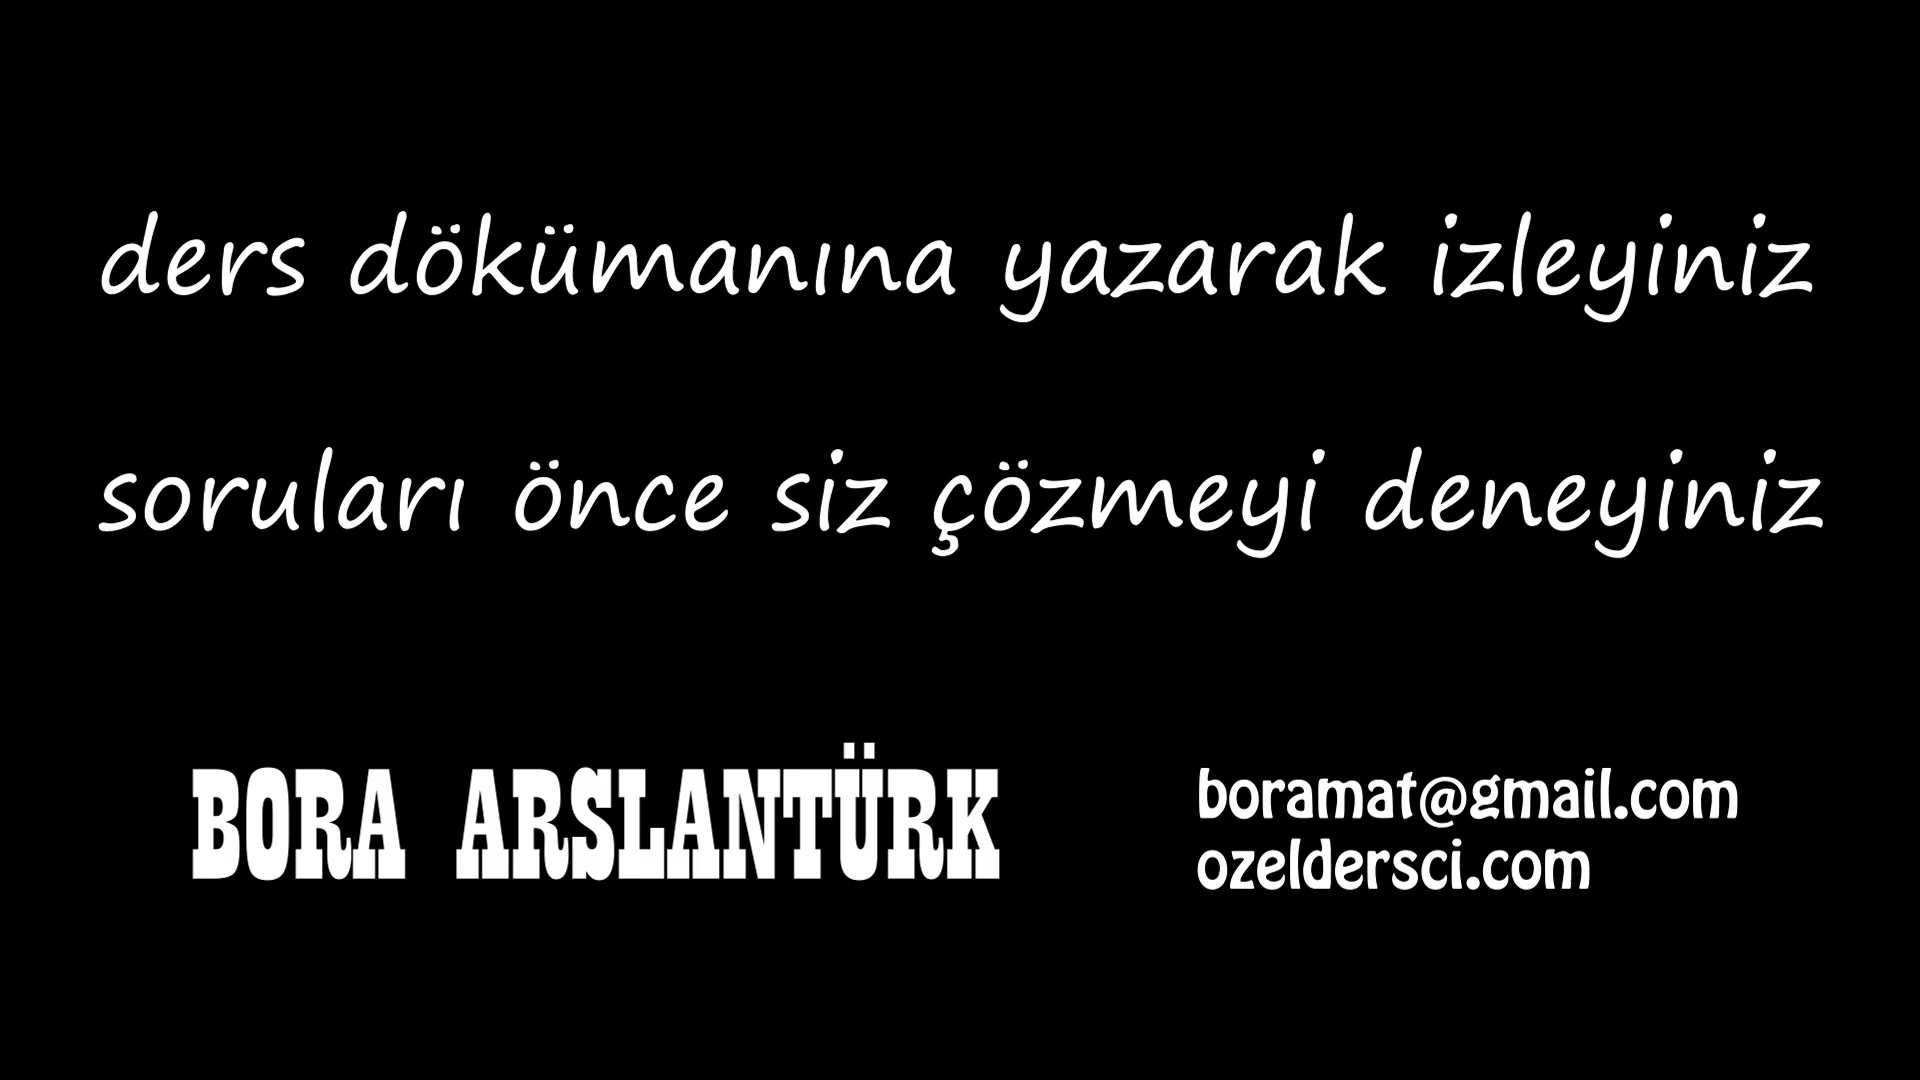 ders dökümanına yazarak izleyiniz
soruları önce siz çözmeyi deneyiniz
BORA ARSLANTÜRK
boramat@gmail.com
ozeldersci.com